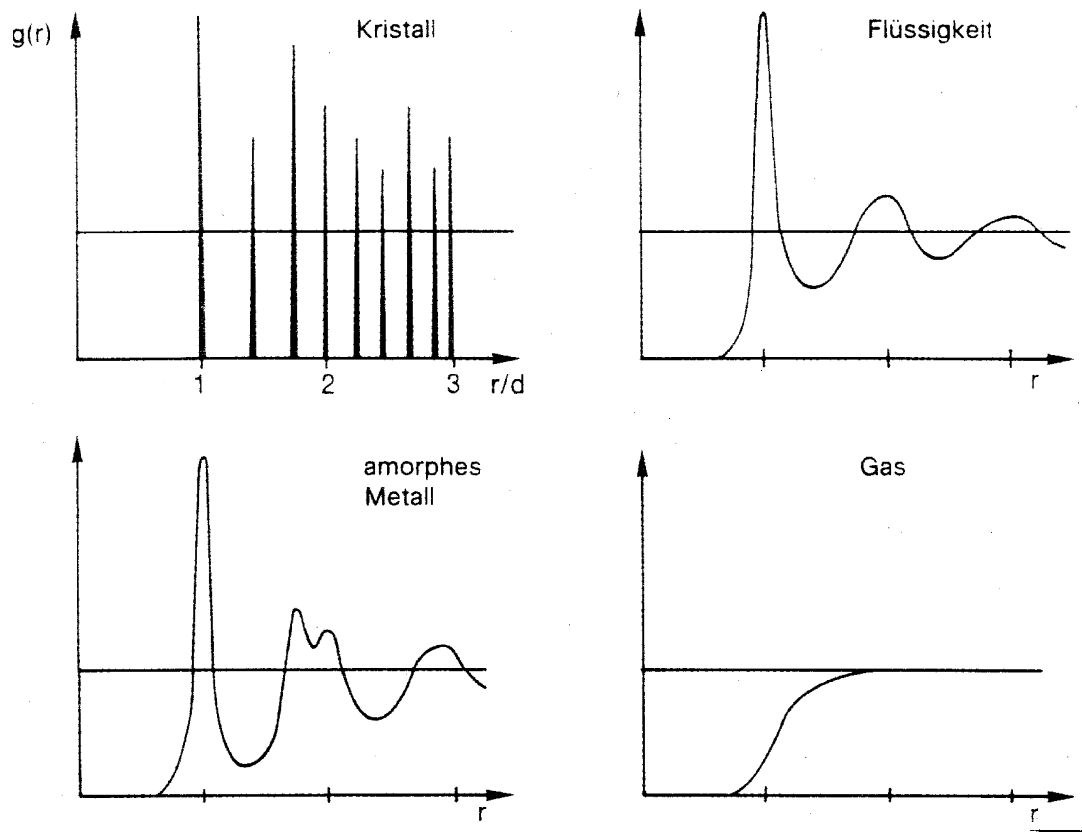 g(r)
Kristall
1
2
r/d
3
Flüssigkeit
r
amorphes
Metall
r
Gas
r